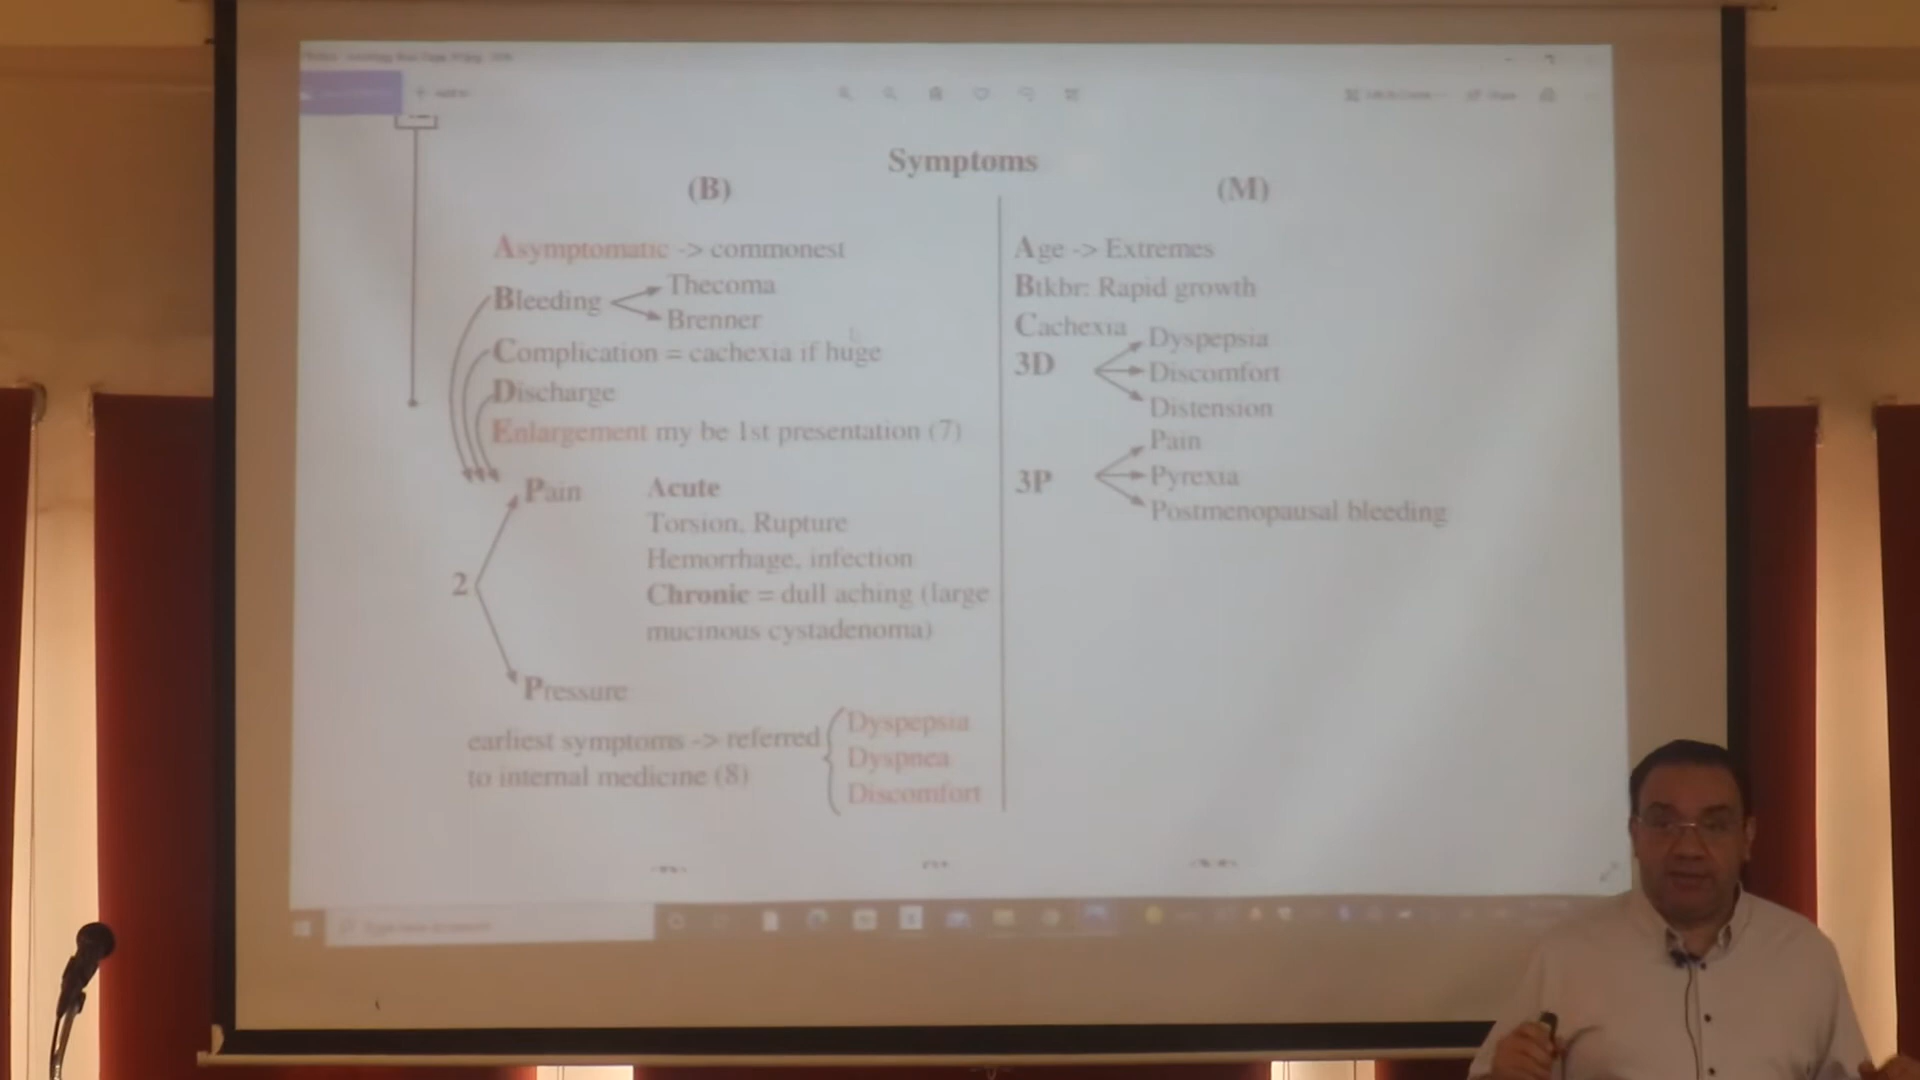 Symptoms
(B)
Asymptomatic -> commonest
Bleeding
Thecoma
Brenner
Complication = cachexia if huge
Discharge
Enlargement my be 1st presentation (7)
2
Pain
Acute
Torsion, Rupture
Hemorrhage, infection
Chronic = dull aching (large
mucinous cystadenoma)
Pressure
earliest symptoms -> referred
to internal medicine (8)
Dyspepsia
Dyspnea
Discomfort
(M)
Age -> Extremes
Btkbr: Rapid growth
Cachexia
3D
Dyspepsia
Discomfort
Distension
3P
Pain
Pyrexia
Postmenopausal bleeding